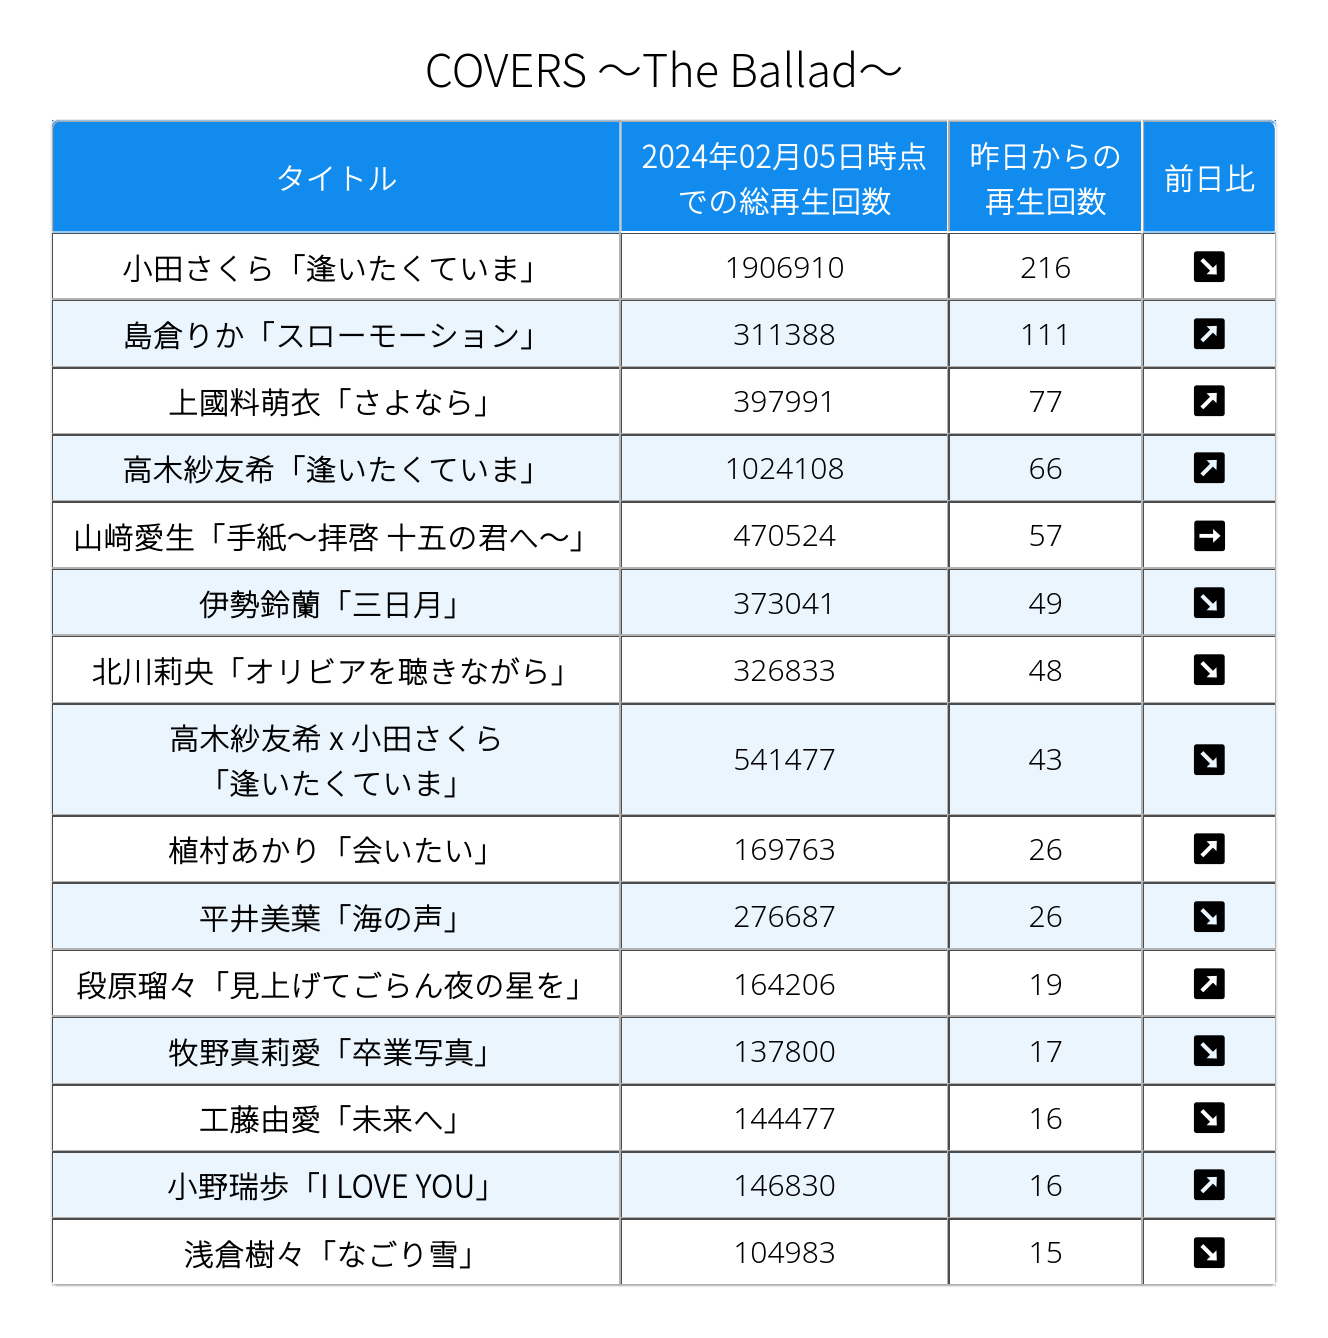 COVERS ～The Ballad～
タイトル
2024年02月05日時点
での総再生回数
昨日からの
再生回数
前日比
小田さくら「逢いたくていま」 1906910 216 ↘
島倉りか「スローモーション」 311388 111 ↗
上國料萌衣「さよなら」 397991 77 ↗
高木紗友希「逢いたくていま」 1024108 66 ↗
山﨑愛生「手紙～拝啓 十五の君へ～」 470524 57 →
伊勢鈴蘭「三日月」 373041 49 ↘
北川莉央「オリビアを聴きながら」 326833 48 ↘
高木紗友希 x 小田さくら
「逢いたくていま」 541477 43 ↘
植村あかり「会いたい」 169763 26 ↗
平井美葉「海の声」 276687 26 ↘
段原瑠々「見上げてごらん夜の星を」 164206 19 ↗
牧野真莉愛「卒業写真」 137800 17 ↘
工藤由愛「未来へ」 144477 16 ↘
小野瑞歩「I LOVE YOU」 146830 16 ↗
浅倉樹々「なごり雪」 104983 15 ↘